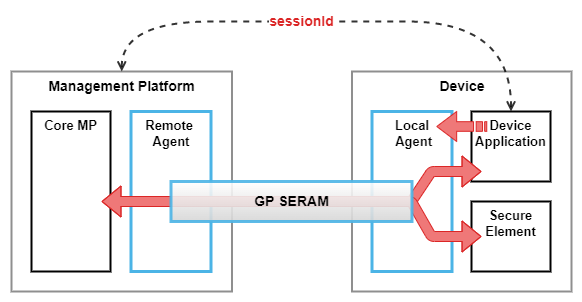 sessionId
Management Platform
Device
Core MP
Remote
Agent
Local
Agent
Device
Application
GP SERAM
Secure
Element